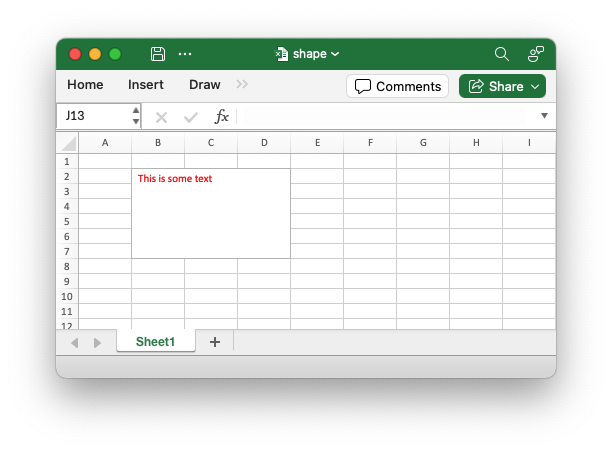 shape
Home Insert Draw Comments Share
J13 fx
A B C D E F G H I
1
2 This is some text
3
4
5
6
7
8
9
10
11
12
Sheet1